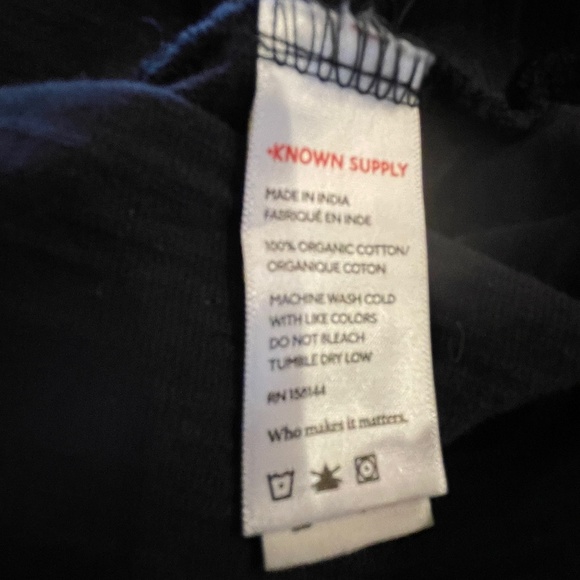 KNOWN SUPPLY
MADE IN INDIA
FABRIQUÉ EN INDE
100% ORGANIC COTTON/
ORGANIQUE COTON
MACHINE WASH COLD
WITH LIKE COLORS
DO NOT BLEACH
TUMBLE DRY LOW
RN 156144
Who makes it matters.